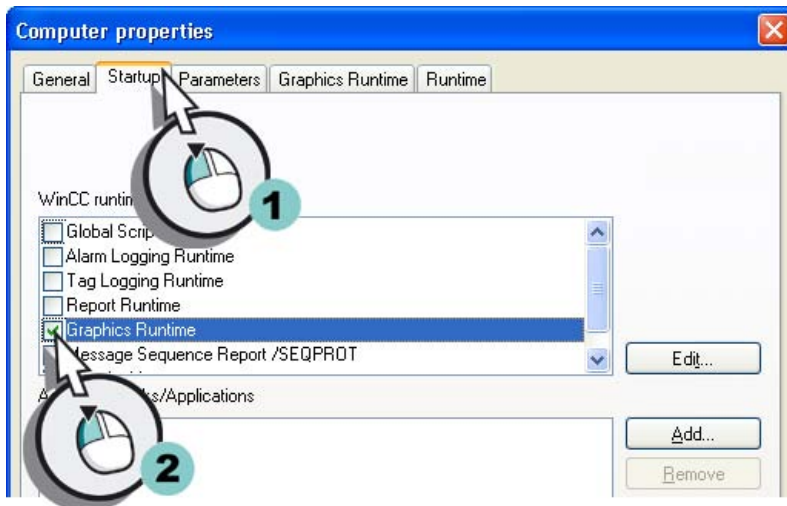 Computer properties
General Startup Parameters Graphics Runtime Runtime
1
WinCC
Global
Alarm Logging Runtime
Tag Logging Runtime
Report Runtime
Graphics Runtime
Message Sequence Report /SEQPROT
Edit...
/Applications
Add...
2
Remove